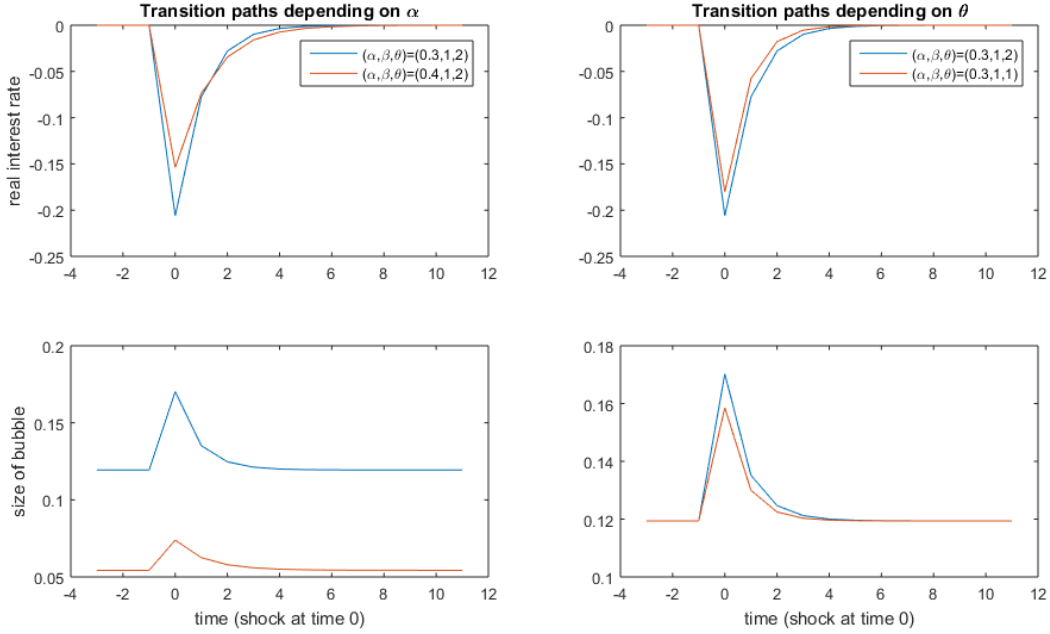 Transition paths depending on α
0
-0.05
-0.1
-0.15
-0.2
-0.25
real interest rate
(α,β,θ)=(0.3,1,2)
(α,β,θ)=(0.4,1,2)
-4 -2 0 2 4 6 8 10 12
Transition paths depending on θ
0
-0.05
-0.1
-0.15
-0.2
-0.25
(α,β,θ)=(0.3,1,2)
(α,β,θ)=(0.3,1,1)
-4 -2 0 2 4 6 8 10 12
0.2
0.15
0.1
0.05
size of bubble
-4 -2 0 2 4 6 8 10 12
time (shock at time 0)
0.18
0.16
0.14
0.12
0.1
-4 -2 0 2 4 6 8 10 12
time (shock at time 0)